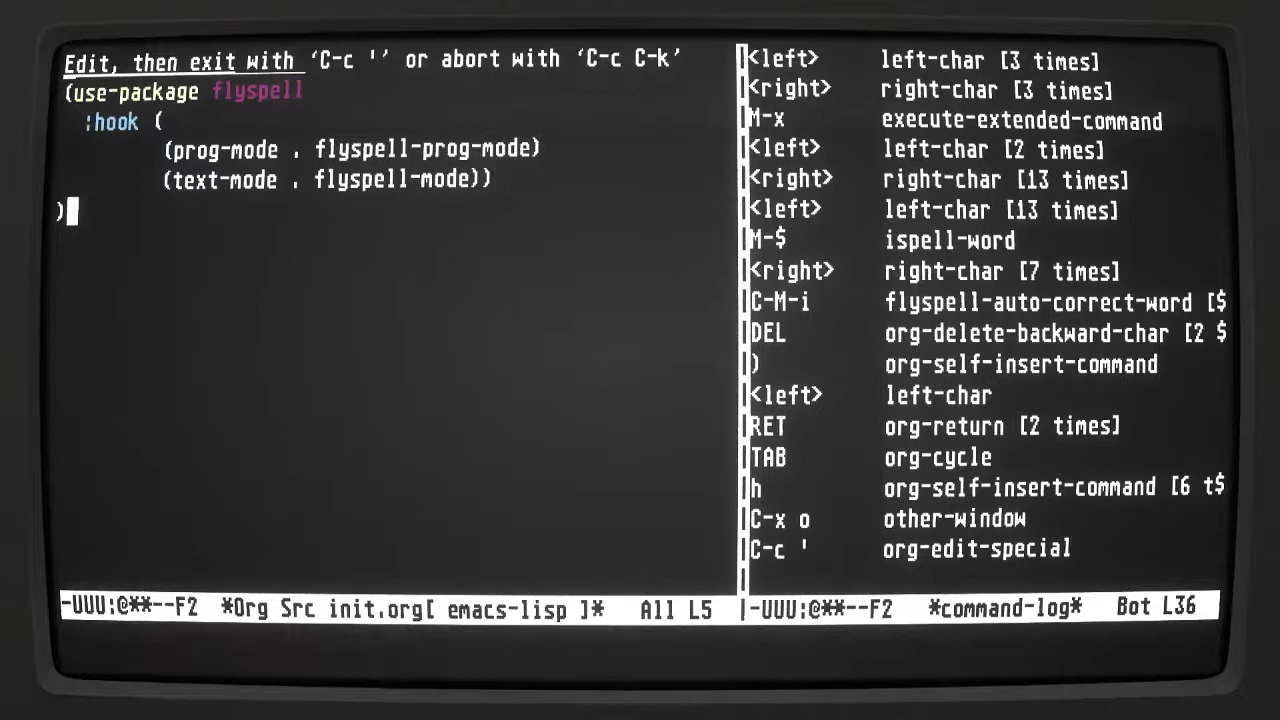 Edit, then exit with ‘C-c '’ or abort with ‘C-c C-k’
(use-package flyspell
:hook (
(prog-mode . flyspell-prog-mode)
(text-mode . flyspell-mode))
)
-UUU:@**--F2 *Org Src init.org[ emacs-lisp ]* All L5
<left> left-char [3 times]
<right> right-char [3 times]
M-x execute-extended-command
<left> left-char [2 times]
<right> right-char [13 times]
<left> left-char [13 times]
M-$ ispell-word
<right> right-char [7 times]
C-M-i flyspell-auto-correct-word [$
DEL org-delete-backward-char [2 $
) org-self-insert-command
<left> left-char
RET org-return [2 times]
TAB org-cycle
h org-self-insert-command [6 t$
C-x o other-window
C-c ' org-edit-special
|-UUU:@**--F2 *command-log* Bot L36